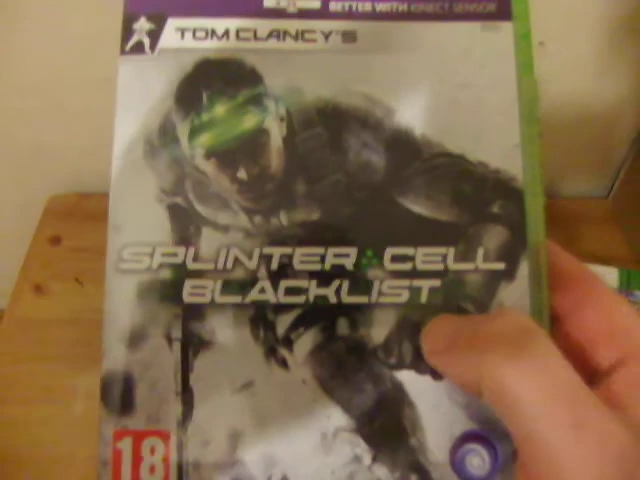 BETTER WITH KINECT SENSOR
TOM CLANCY'S
SPLINTER CELL
BLACKLIST
18